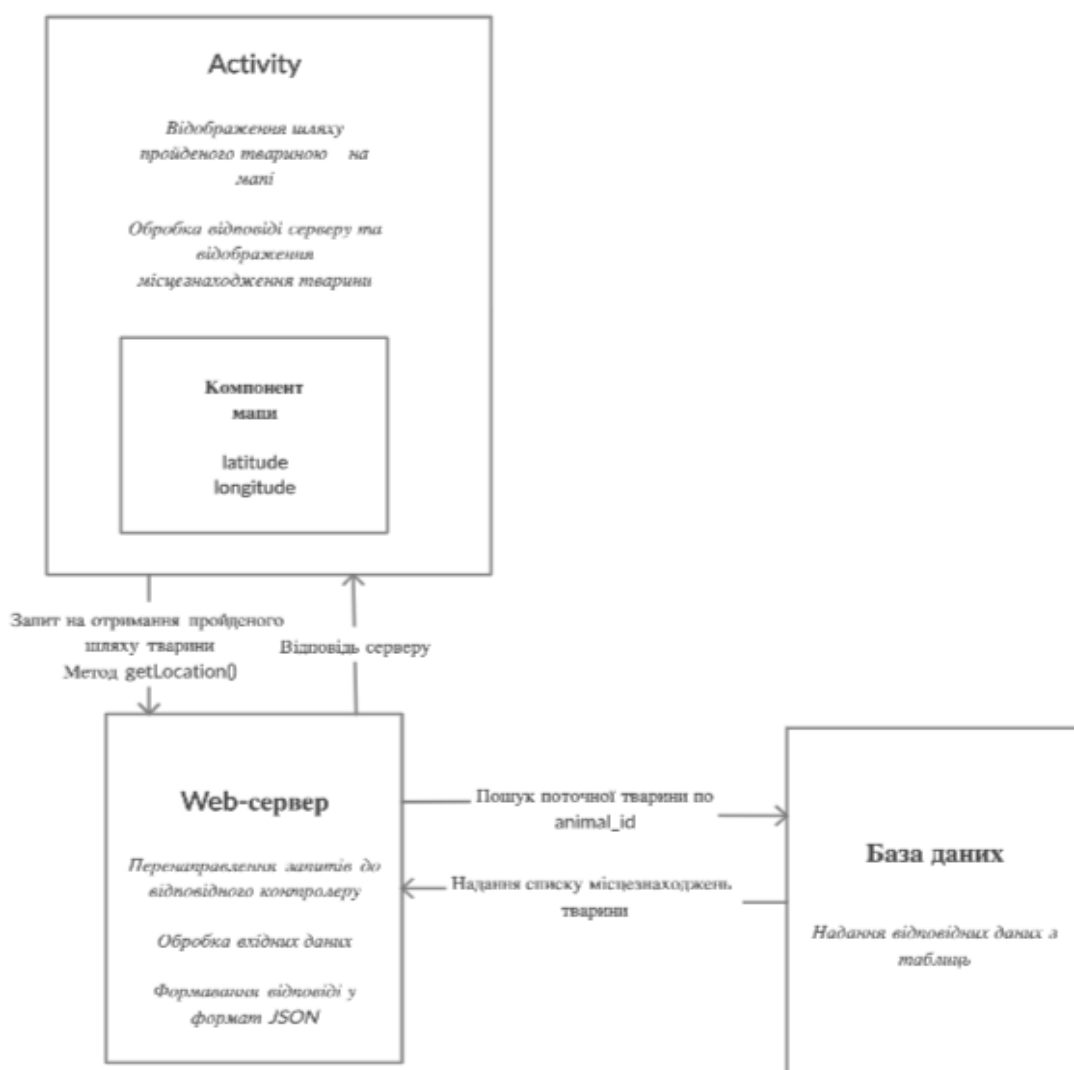 Activity
Відображення шляху
пройденого твариною на
мапі
Обробка відповіді серверу та
відображення
місцезнаходження тварини
Компонент
мапи
latitude
longitude
Запит на отримання пройденого
шляху тварини
Метод getLocation()
Відповідь серверу
Web-сервер
Перенаправлення запитів до
відповідного контролеру
Обробка вхідних даних
Формавання відповіді у
формат JSON
Пошук поточної тварини по
animal_id
Надання списку місцезнаходжень
тварини
База даних
Надання відповідних даних з
таблиць